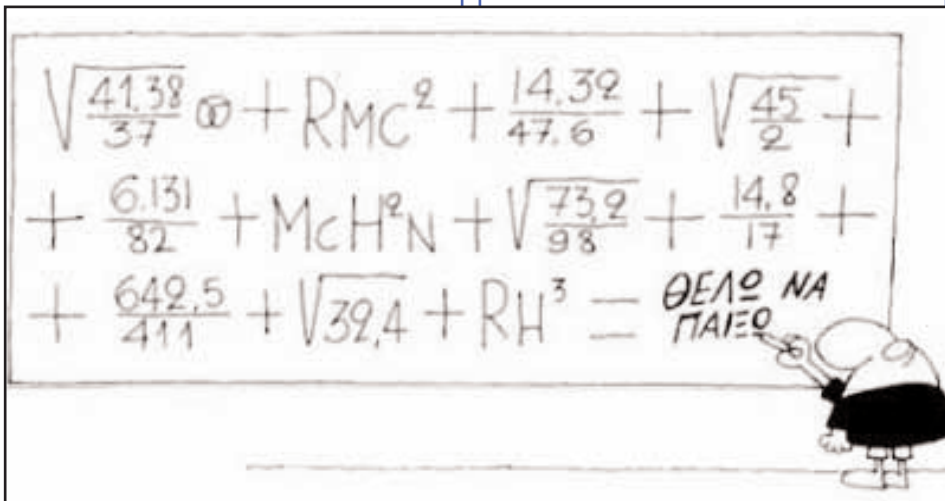 √41.38/37 ꝏ + RMC² + 14.32/47.6 + √45/2 +
+ 6.131/82 + McH²N + √73,2/98 + 14,8/17 +
+ 642,5/411 + √32,4 + RH³ = ΘΕΛΩ ΝΑ
ΠΑΙΞΩ